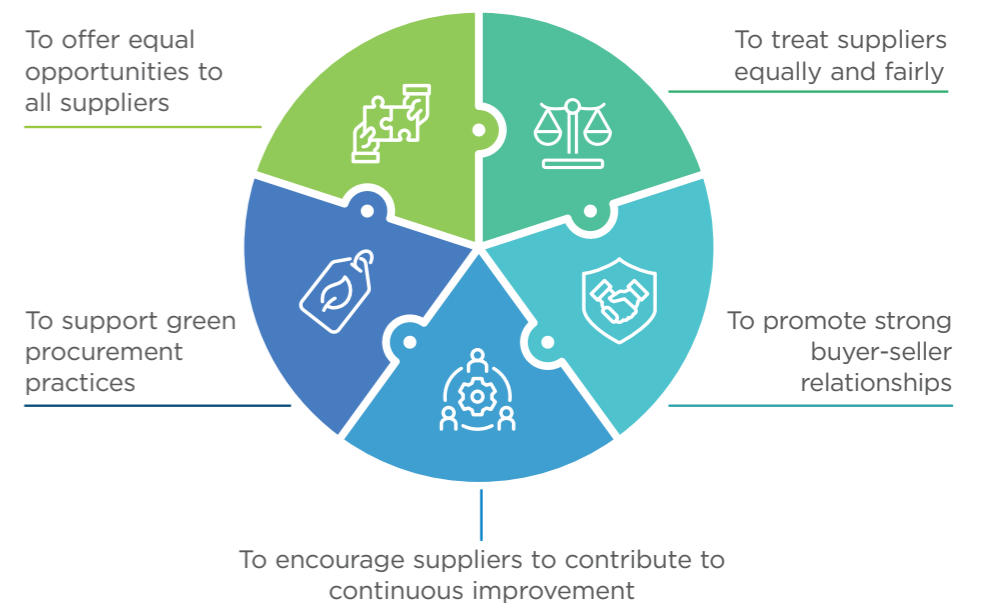 To offer equal
opportunities to
all suppliers
To treat suppliers
equally and fairly
To support green
procurement
practices
To promote strong
buyer-seller
relationships
To encourage suppliers to contribute to
continuous improvement